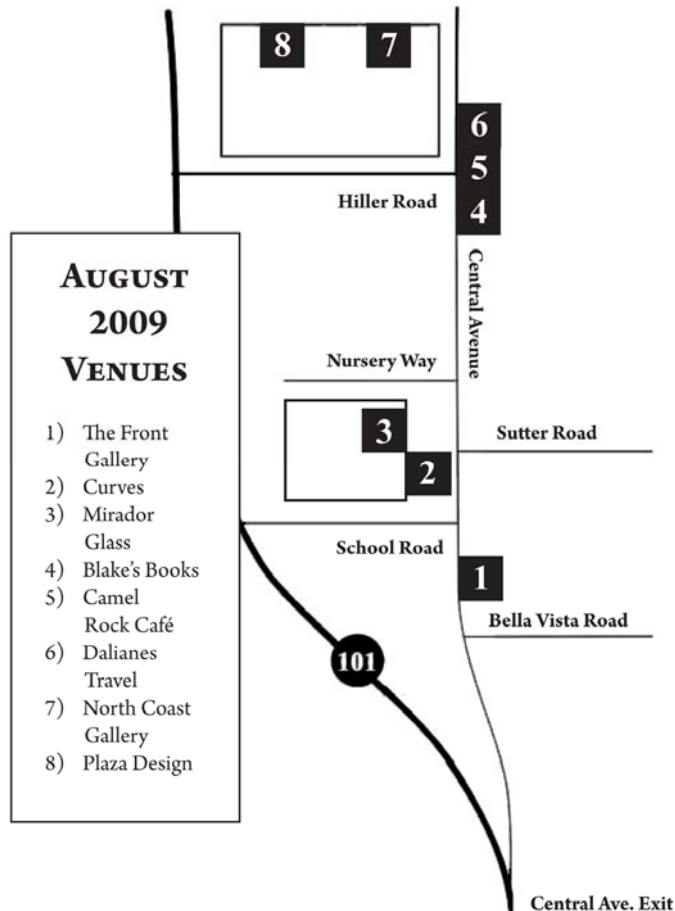 8
7
6
5
4
Hiller Road
Central Avenue
AUGUST
2009
VENUES
1) The Front
Gallery
2) Curves
3) Mirador
Glass
4) Blake's Books
5) Camel
Rock Café
6) Dalianes
Travel
7) North Coast
Gallery
8) Plaza Design
Nursery Way
3
Sutter Road
2
School Road
1
Bella Vista Road
101
Central Ave. Exit